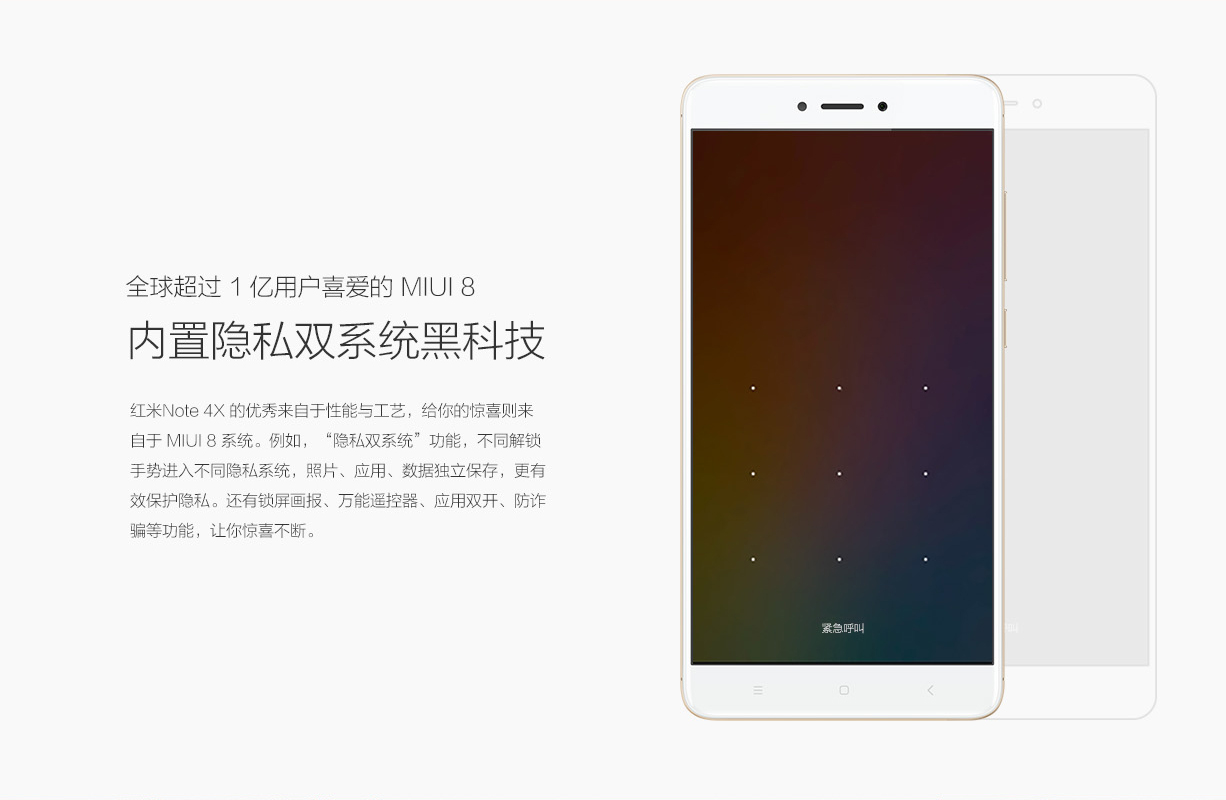 全球超过 1 亿用户喜爱的 MIUI 8
内置隐私双系统黑科技
红米Note 4X 的优秀来自于性能与工艺，给你的惊喜则来
自于 MIUI 8 系统。例如，“隐私双系统”功能，不同解锁
手势进入不同隐私系统，照片、应用、数据独立保存，更有
效保护隐私。还有锁屏画报、万能遥控器、应用双开、防诈
骗等功能，让你惊喜不断。
紧急呼叫